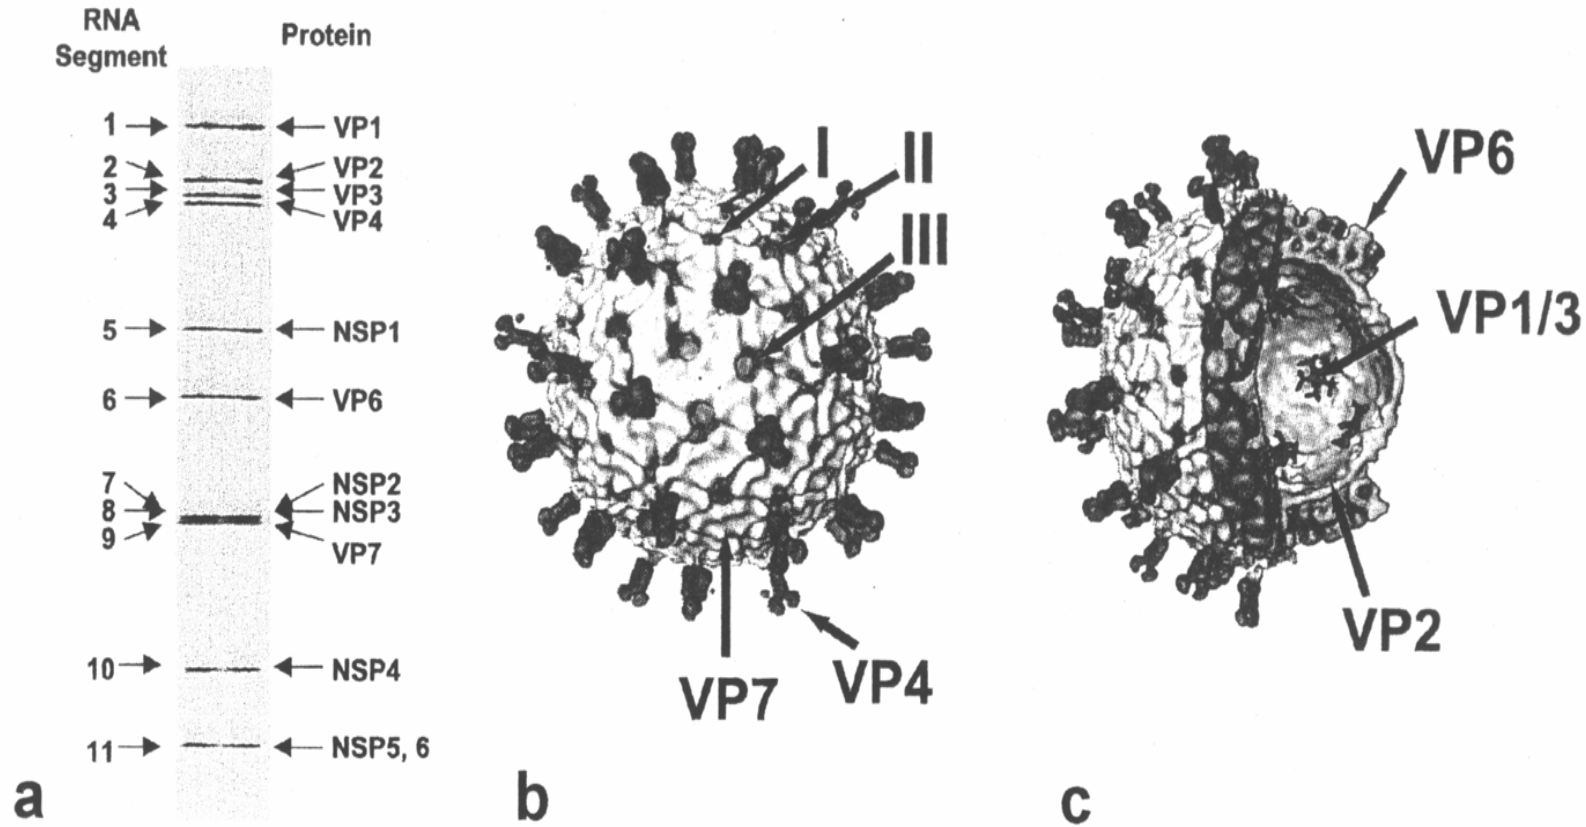 RNA
Segment
Protein
1
VP1
2
VP2
3
VP3
4
VP4
5
NSP1
6
VP6
7
NSP2
8
NSP3
9
VP7
10
NSP4
11
NSP5, 6
a
I
II
III
VP7
VP4
b
VP6
VP1/3
VP2
c